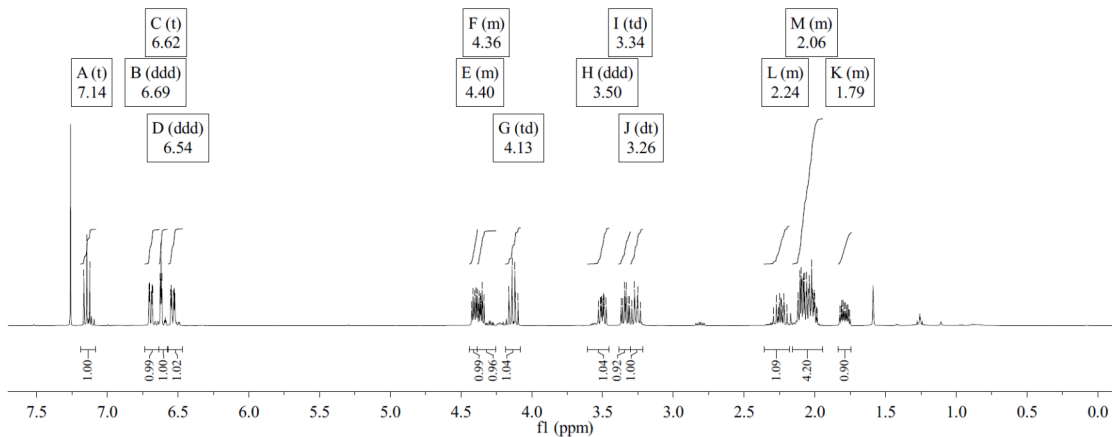 C (t)
6.62
F (m)
4.36
I (td)
3.34
M (m)
2.06
A (t)
7.14
B (ddd)
6.69
E (m)
4.40
H (ddd)
3.50
L (m)
2.24
K (m)
1.79
D (ddd)
6.54
G (td)
4.13
J (dt)
3.26
1.00
0.99
1.00
1.02
0.99
0.96
1.04
1.04
0.92
1.00
1.09
4.20
0.90
7.5 7.0 6.5 6.0 5.5 5.0 4.5 4.0 3.5 3.0 2.5 2.0 1.5 1.0 0.5 0.0
f1 (ppm)